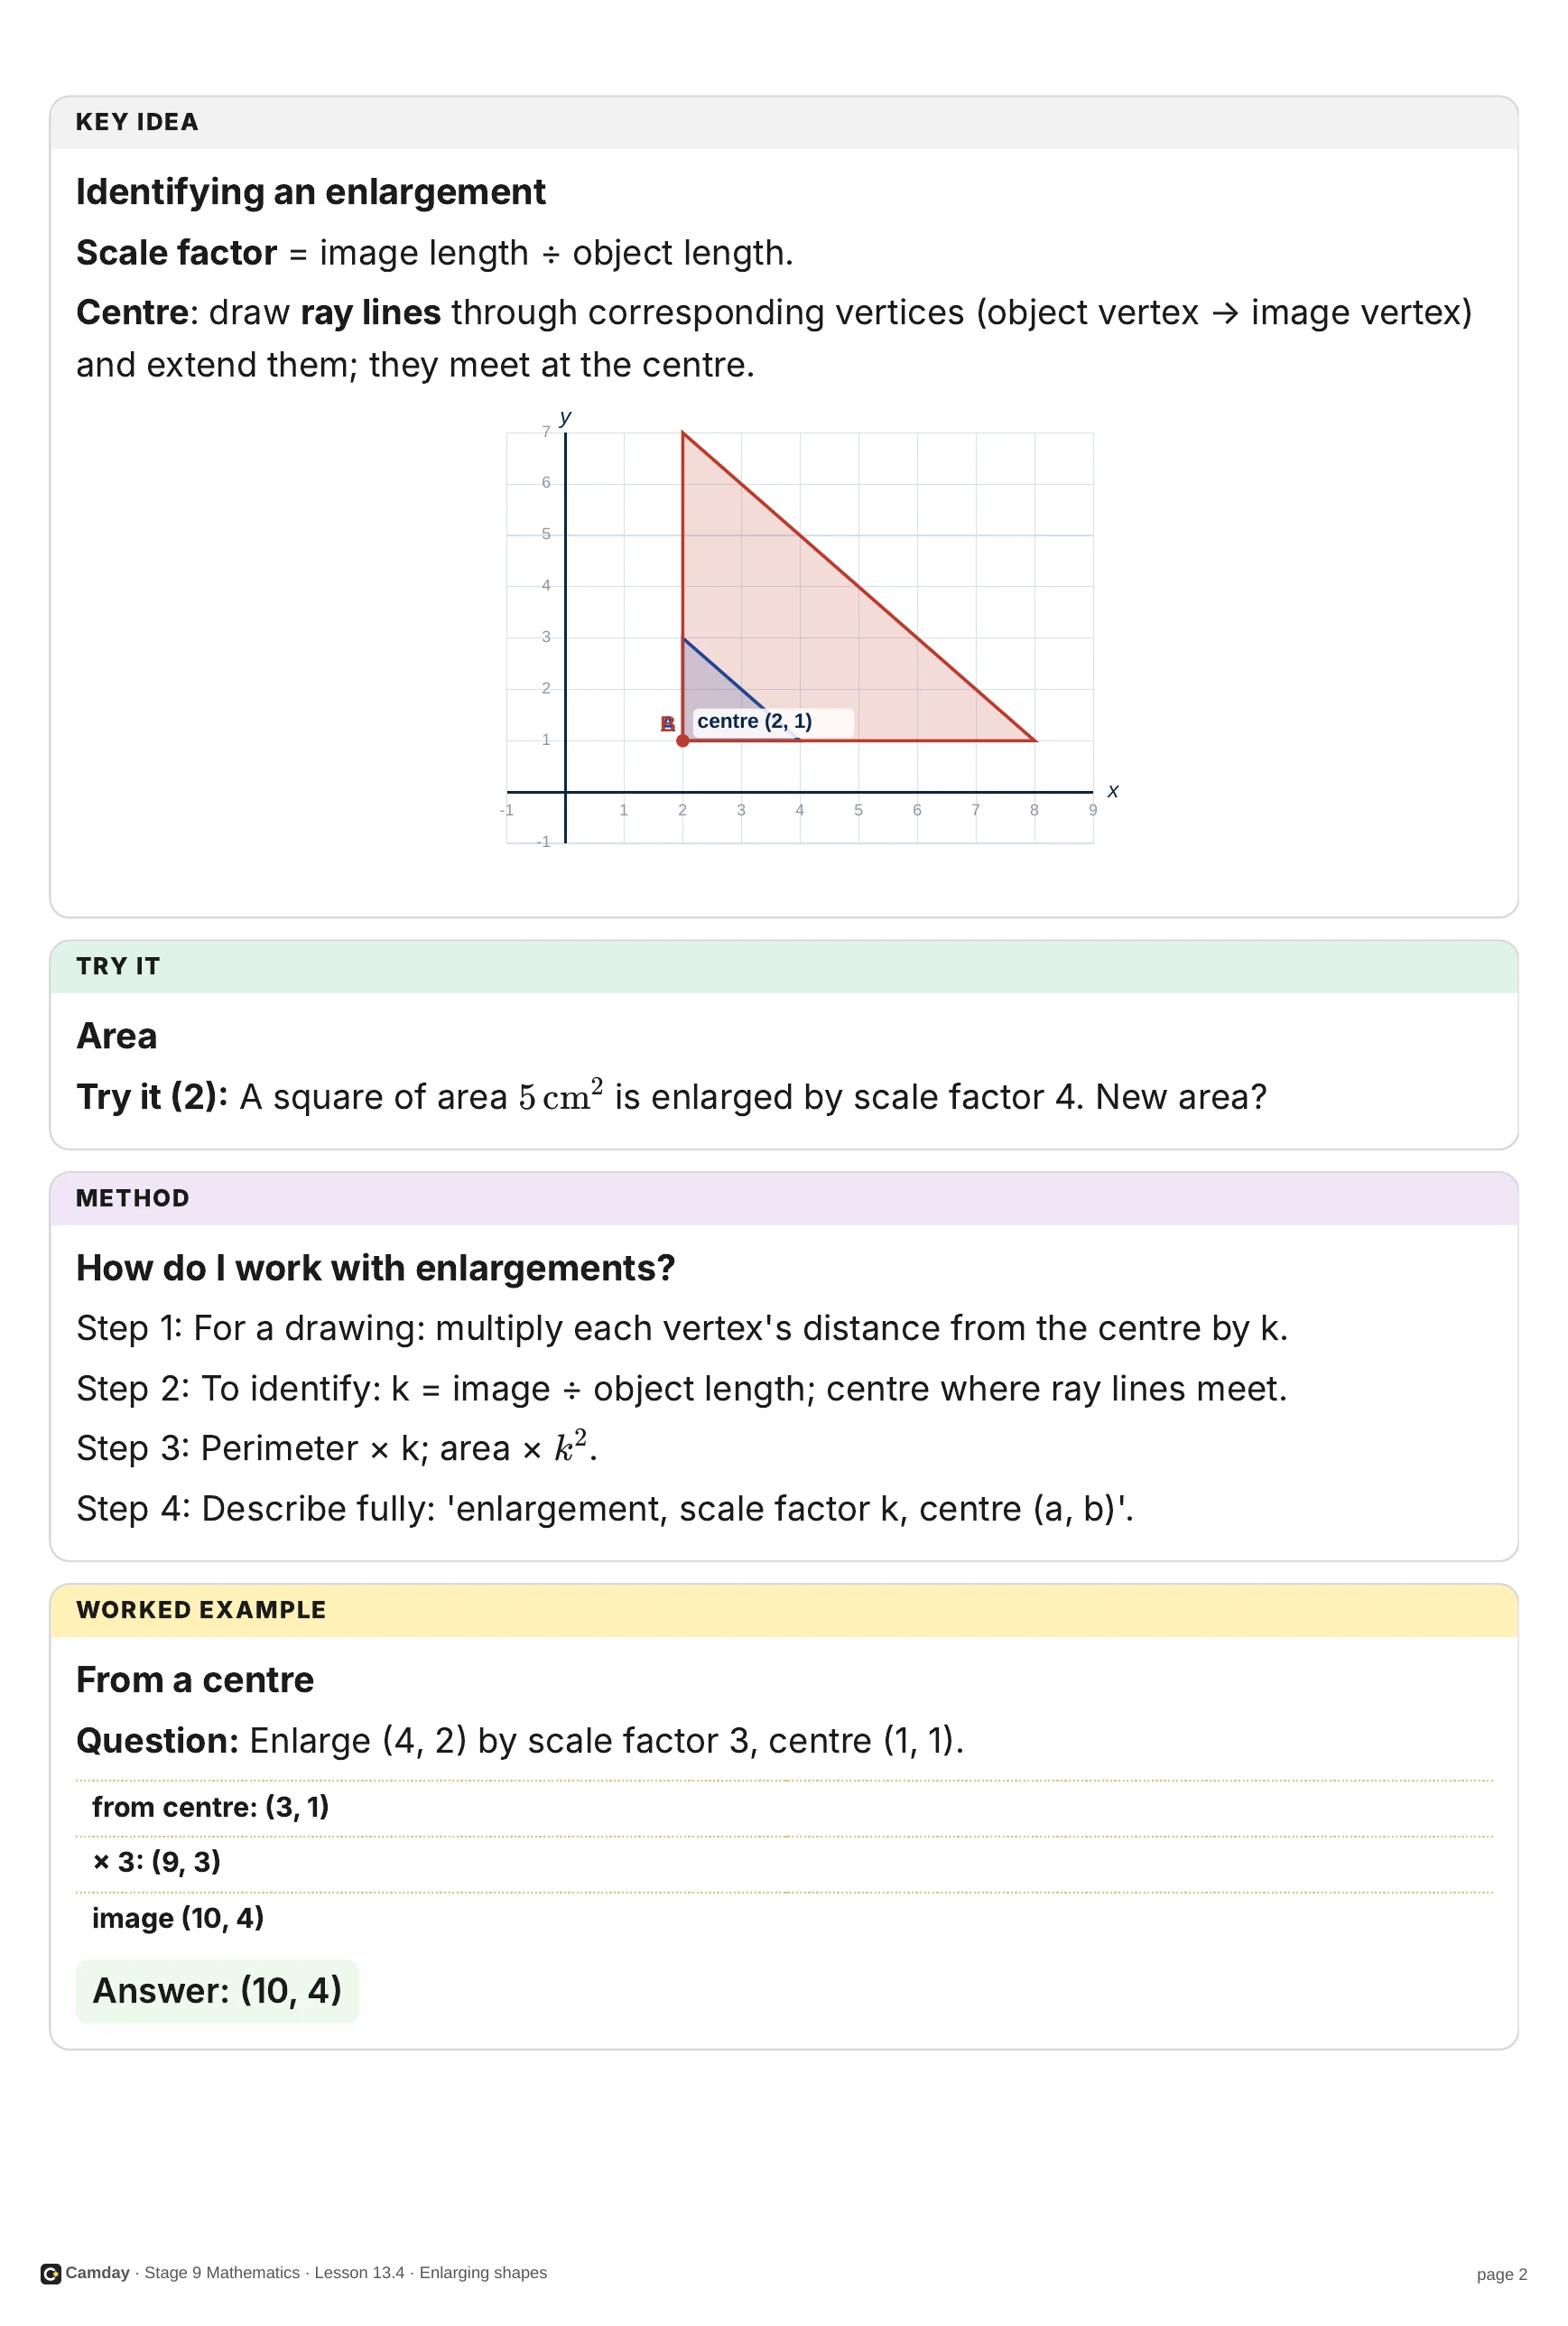 KEY IDEA
Identifying an enlargement
Scale factor = image length ÷ object length.
Centre: draw ray lines through corresponding vertices (object vertex → image vertex)
and extend them; they meet at the centre.
y
7
6
5
4
3
2
B centre (2, 1)
1
x
-1 1 2 3 4 5 6 7 8 9
-1
TRY IT
Area
Try it (2): A square of area 5 cm² is enlarged by scale factor 4. New area?
METHOD
How do I work with enlargements?
Step 1: For a drawing: multiply each vertex's distance from the centre by k.
Step 2: To identify: k = image ÷ object length; centre where ray lines meet.
Step 3: Perimeter × k; area × k².
Step 4: Describe fully: 'enlargement, scale factor k, centre (a, b)'.
WORKED EXAMPLE
From a centre
Question: Enlarge (4, 2) by scale factor 3, centre (1, 1).
from centre: (3, 1)
× 3: (9, 3)
image (10, 4)
Answer: (10, 4)
Camday · Stage 9 Mathematics · Lesson 13.4 · Enlarging shapes
page 2